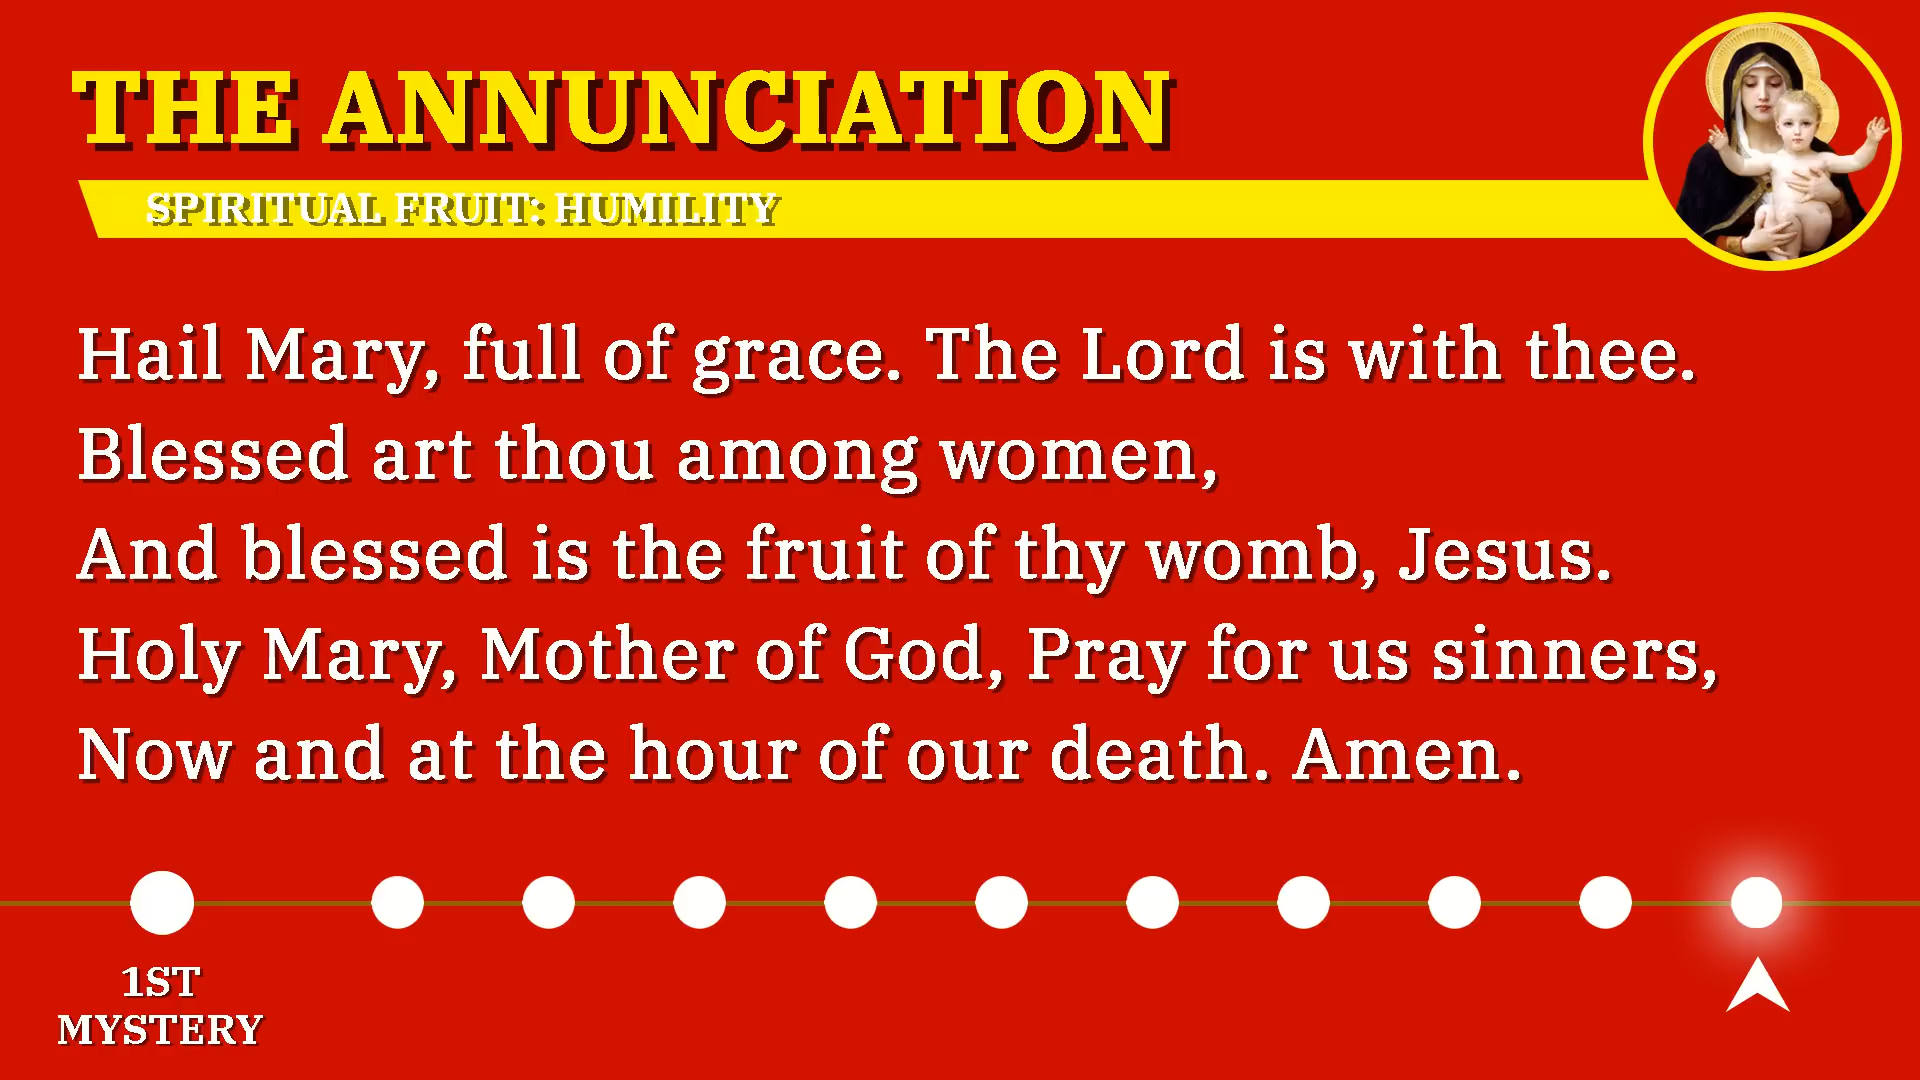 THE ANNUNCIATION
SPIRITUAL FRUIT: HUMILITY
Hail Mary, full of grace. The Lord is with thee.
Blessed art thou among women,
And blessed is the fruit of thy womb, Jesus.
Holy Mary, Mother of God, Pray for us sinners,
Now and at the hour of our death. Amen.
1ST
MYSTERY